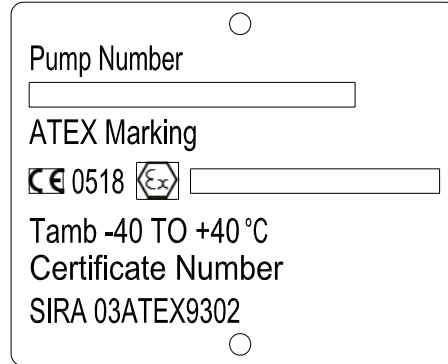 Pump Number
ATEX Marking
CE 0518 Ex
Tamb -40 TO +40 °C
Certificate Number
SIRA 03ATEX9302